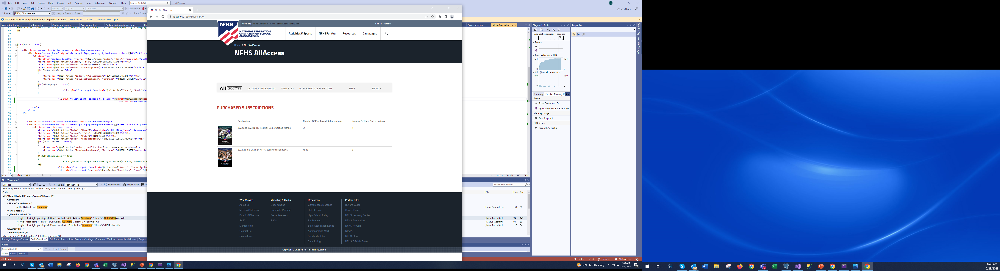 File Edit View Git Project Build Debug Test Analyze Tools Extensions Window Help Search (Ctrl+Q) AllAccess
Debug Any CPU AllAccess Continue
Live Share
Process: [21924] AllAccess.exe Lifecycle Events Thread: Stack Frame:
AWS Toolkit collects usage information to improve its features. More details Disable Don't show this again
AdminController.cs Index.cshtml AppSettings.config Payment.cshtml AddStateSubscriptions.cshtml
AccessToken.cs _MenuBar.cshtml
@if (admin == true)
{
<div class="navbar" id="fullscreenNav" style="box-shadow:none;">
<div class="navbar-inner" style="min-height:34px; padding:0; background-color: #f3f3f3
<ul class="nav">
<li style="padding-top:10px;"><a href="@Url.Action("Index", "Home")"><img style=
<li><a href="@Url.Action("Upload", "File")">UPLOAD SUBSCRIPTIONS</a></li>
<li><a href="@Url.Action("Index", "File")">VIEW FILES</a></li>
<li><a href="@Url.Action("Index", "Subscription")">PURCHASED SUBSCRIPTIONS</a></li>
@if (isStateStaff == false)
{
<li><a href="@Url.Action("Index", "Publication")">BUY SUBSCRIPTIONS</a></li>
<li><a href="@Url.Action("PreviousPurchases", "Purchase")">ORDER HISTORY</a></li>
}
@if(nfhsEmployee == true)
{
<li style="float:right;"><a href="@Url.Action("Index", "Admin")">
}
<li style="float:right; padding-left:60px;"><a href="@Url.Action("Sea
<li style="float:right
</ul>
</div>
</div>
<div class="navbar" id="mobilescreenNav" style="box-shadow:none;">
<div class="navbar-inner" style="min-height:34px; background-color: #f3f3f3 !important;
<ul class="nav" id="menuItems">
<li><a href="@Url.Action("Index", "Home")"><img style="width:120px;"src="~/Resources/
<li><a href="@Url.Action("Upload", "File")">UPLOAD SUBSCRIPTIONS</a></li>
<li><a href="@Url.Action("Index", "File")">VIEW FILES</a></li>
<li><a href="@Url.Action("Index", "Subscription")">PURCHASED SUBSCRIPTIONS</a></li>
@if (isStateStaff == false)
{
<li><a href="@Url.Action("Index", "Publication")">BUY SUBSCRIPTIONS</a></li>
<li><a href="@Url.Action("PreviousPurchases", "Purchase")">ORDER HISTORY</a></li>
}
@* @if(nfhsEmployee == true)
{
<li style="float:right;"><a href="@Url.Action("Index", "Admin")">
}*@
<li style="float:right; "><a href="@Url.Action("Search", "Subscription
<li style="float:right;"><a href="@Url.Action("Questions", "Home")">
90 % 0 2
Ln: 73 Ch: 131 SPC CRLF
Find "Questions"
All Files Group by: Path then File Repeat Find Keep Results
Search Find Results
Find all "Questions", Include miscellaneous files, Entire solution,
Code
File Line Col
C:\Users\ElizabethL\source\repos\AllAccess (11)
Controllers (1)
HomeController.cs (1)
public IActionResult Questions()
HomeController.cs 153 30
Views\Shared (3)
_MenuBar.cshtml (3)
<li style="float:right; padding-left:60px;"><a href="@Url.Action("Questions", "Home")">QUESTIONS</a></li>
_MenuBar.cshtml 74 147
<li style="float:right;"><a href="@Url.Action("Questions", "Home")">HELP</a></li>
_MenuBar.cshtml 98 80
<li style="float:right; padding-left:250px;"><a href="@Url.Action("Questions", "Home")">HELP</a></li>
_MenuBar.cshtml 117 84
wwwroot\lib (7)
bootstrap\dist (6)
Matching lines: 11 Matching files: 9 Total files searched: 749
Package Manager Console Find "Questions" Call Stack Breakpoints Exception Settings Command Window Immediate Window Output
Autos
Search (Ctrl+E) Search Depth:
Autos Locals Watch 1
Ready
1 / 0 3 main AllAccess
NFHS - AllAccess
localhost:7290/Subscription
NFHS
NFHS.org NFHSLearn.com NFHSNetwork.com NFHS.com
Sign In Register
NATIONAL FEDERATION
OF STATE HIGH SCHOOL
ASSOCIATIONS
Activities & Sports NFHS For You Resources Campaigns
Home > NFHS AllAccess
NFHS AllAccess
All access UPLOAD SUBSCRIPTIONS VIEW FILES PURCHASED SUBSCRIPTIONS HELP SEARCH
PURCHASED SUBSCRIPTIONS
Publication Number Of Purchased Subscriptions Number Of Used Subscriptions
2022 and 2023 NFHS Football Game Officials Manual 25 0
FOOTBALL
2022-23 and 2023-24 NFHS Basketball Handbook 1000 3
BASKETBALL
Who We Are
About Us
Mission Statement
Board of Directors
Staff
Membership
Contact Us
Committees
Marketing & Media
Opportunities
Corporate Partners
Press Releases
PSAs
Resources
Conferences Meetings
Hall of Fame
High School Today
Publications
State Association Listing
Authenticating Mark
Sports Medicine
Sanctioning
Partner Sites
Buyer's Guide
Career Center
NFHS Learning Center
NFHS Foundation
NFHS Network
NIAAA
NFHS Store
NFHS Officials Store
Copyright © 2023 NFHS. All rights reserved.
Diagnostic Tools
Diagnostics session: 11 seconds
10s
Events
Process Memory
124 124
0 0
CPU (% of all processors)
100 100
0 0
Summary Events Memory U
Events
Show Events (0 of 0)
Application Insights Events (0 o
Memory Usage
Take Snapshot
CPU Usage
Record CPU Profile
Properties
Solution Explorer
Git Changes
62°F Mostly sunny
8:48 AM
5/23/2023
8:48 AM
5/23/2023